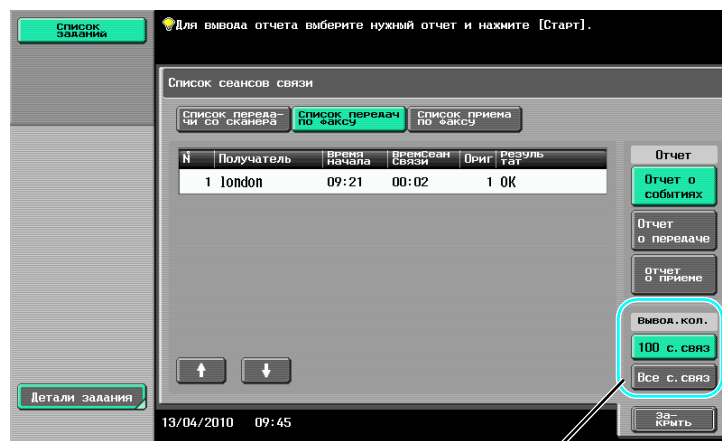 Список
заданий
Для вывода отчета выберите нужный отчет и нажмите [Старт].
Список сеансов связи
Список переда-
чи со сканера
Список передач
по факсу
Список приема
по факсу
№ Получатель Время начала ВремСеан Связи Ориг Резуль тат
1 london 09:21 00:02 1 OK
Отчет
Отчет о
событиях
Отчет
о передаче
Отчет
о приеме
Вывод.кол.
100 с.связ
Все с.связ
Детали задания
13/04/2010 09:45
За-
крыть